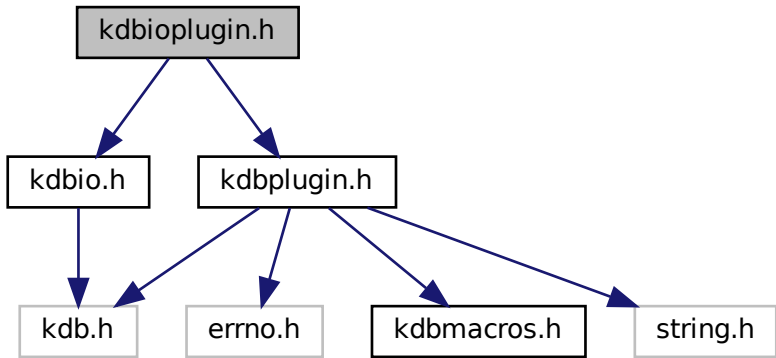 kdbioplugin.h
kdbio.h
kdbplugin.h
kdb.h
errno.h
kdbmacros.h
string.h